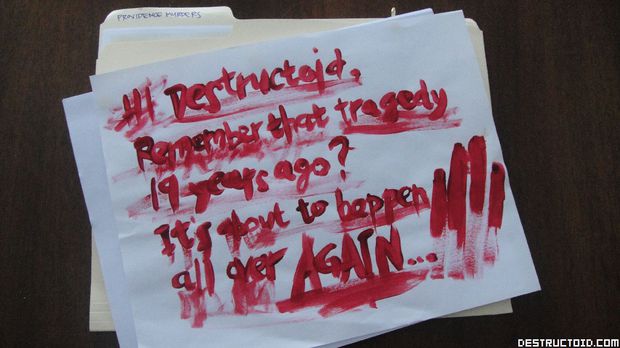 PROVIDENCE MURDERS
HI Destructoid,
Remember that tragedy
19 years ago?
It's about to happen
all over AGAIN...
DESTRUCTOID.COM